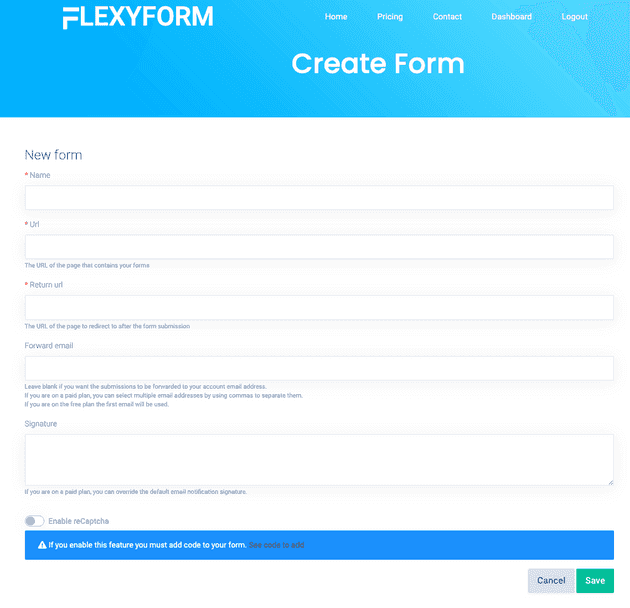 FLEXYFORM
Home Pricing Contact Dashboard Logout
Create Form
New form
* Name
* Url
The URL of the page that contains your forms
* Return url
The URL of the page to redirect to after the form submission
Forward email
Leave blank if you want the submissions to be forwarded to your account email address.
If you are on a paid plan, you can select multiple email addresses by using commas to separate them.
If you are on the free plan the first email will be used.
Signature
If you are on a paid plan, you can override the default email notification signature.
Enable reCaptcha
If you enable this feature you must add code to your form. See code to add
Cancel Save